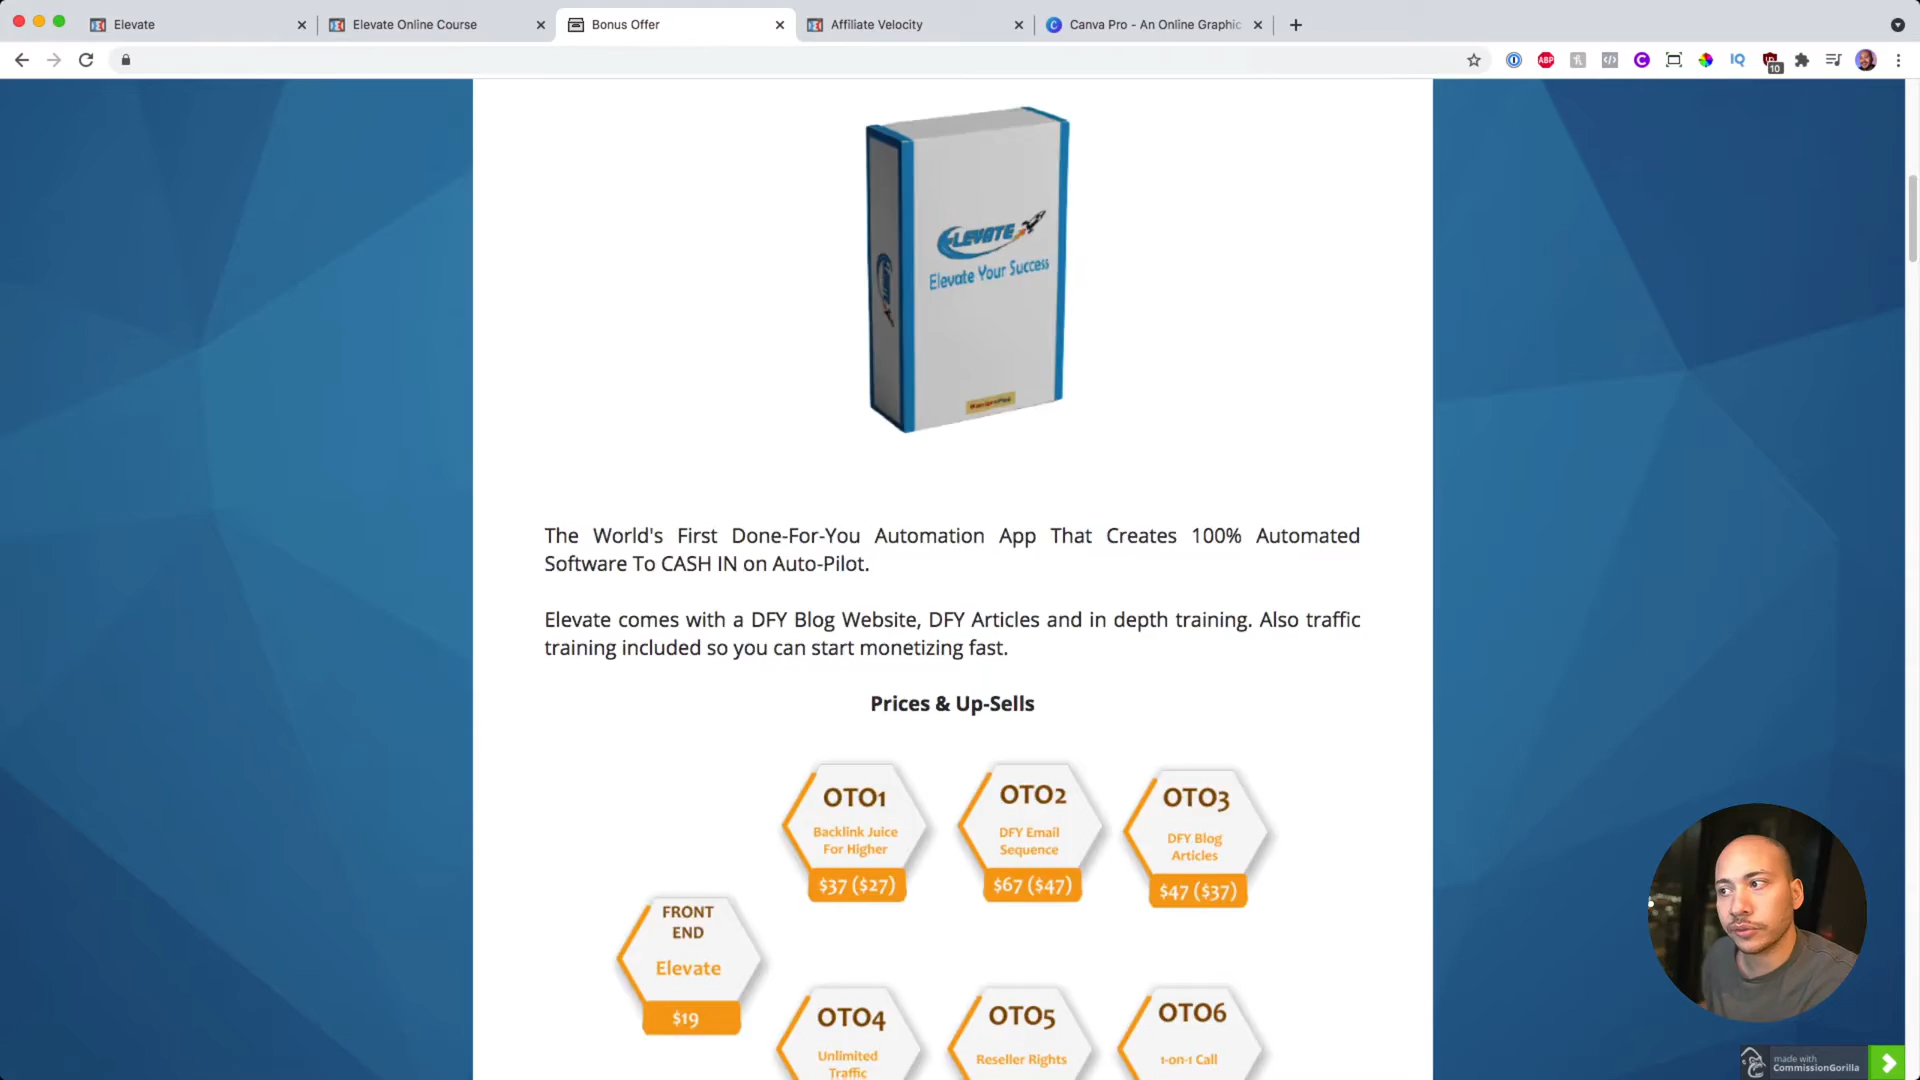 Elevate
Elevate Online Course
Bonus Offer
Affiliate Velocity
Canva Pro - An Online Graphic
ABP
IQ
10
ELEVATE
Elevate Your Success
The World's First Done-For-You Automation App That Creates 100% Automated
Software To CASH IN on Auto-Pilot.
Elevate comes with a DFY Blog Website, DFY Articles and in depth training. Also traffic
training included so you can start monetizing fast.
Prices & Up-Sells
OTO1
Backlink Juice
For Higher
$37 ($27)
OTO2
DFY Email
Sequence
$67 ($47)
OTO3
DFY Blog
Articles
$47 ($37)
FRONT
END
Elevate
$19
OTO4
Unlimited
Traffic
OTO5
Reseller Rights
OTO6
1-on-1 Call
made with
CommissionGorilla